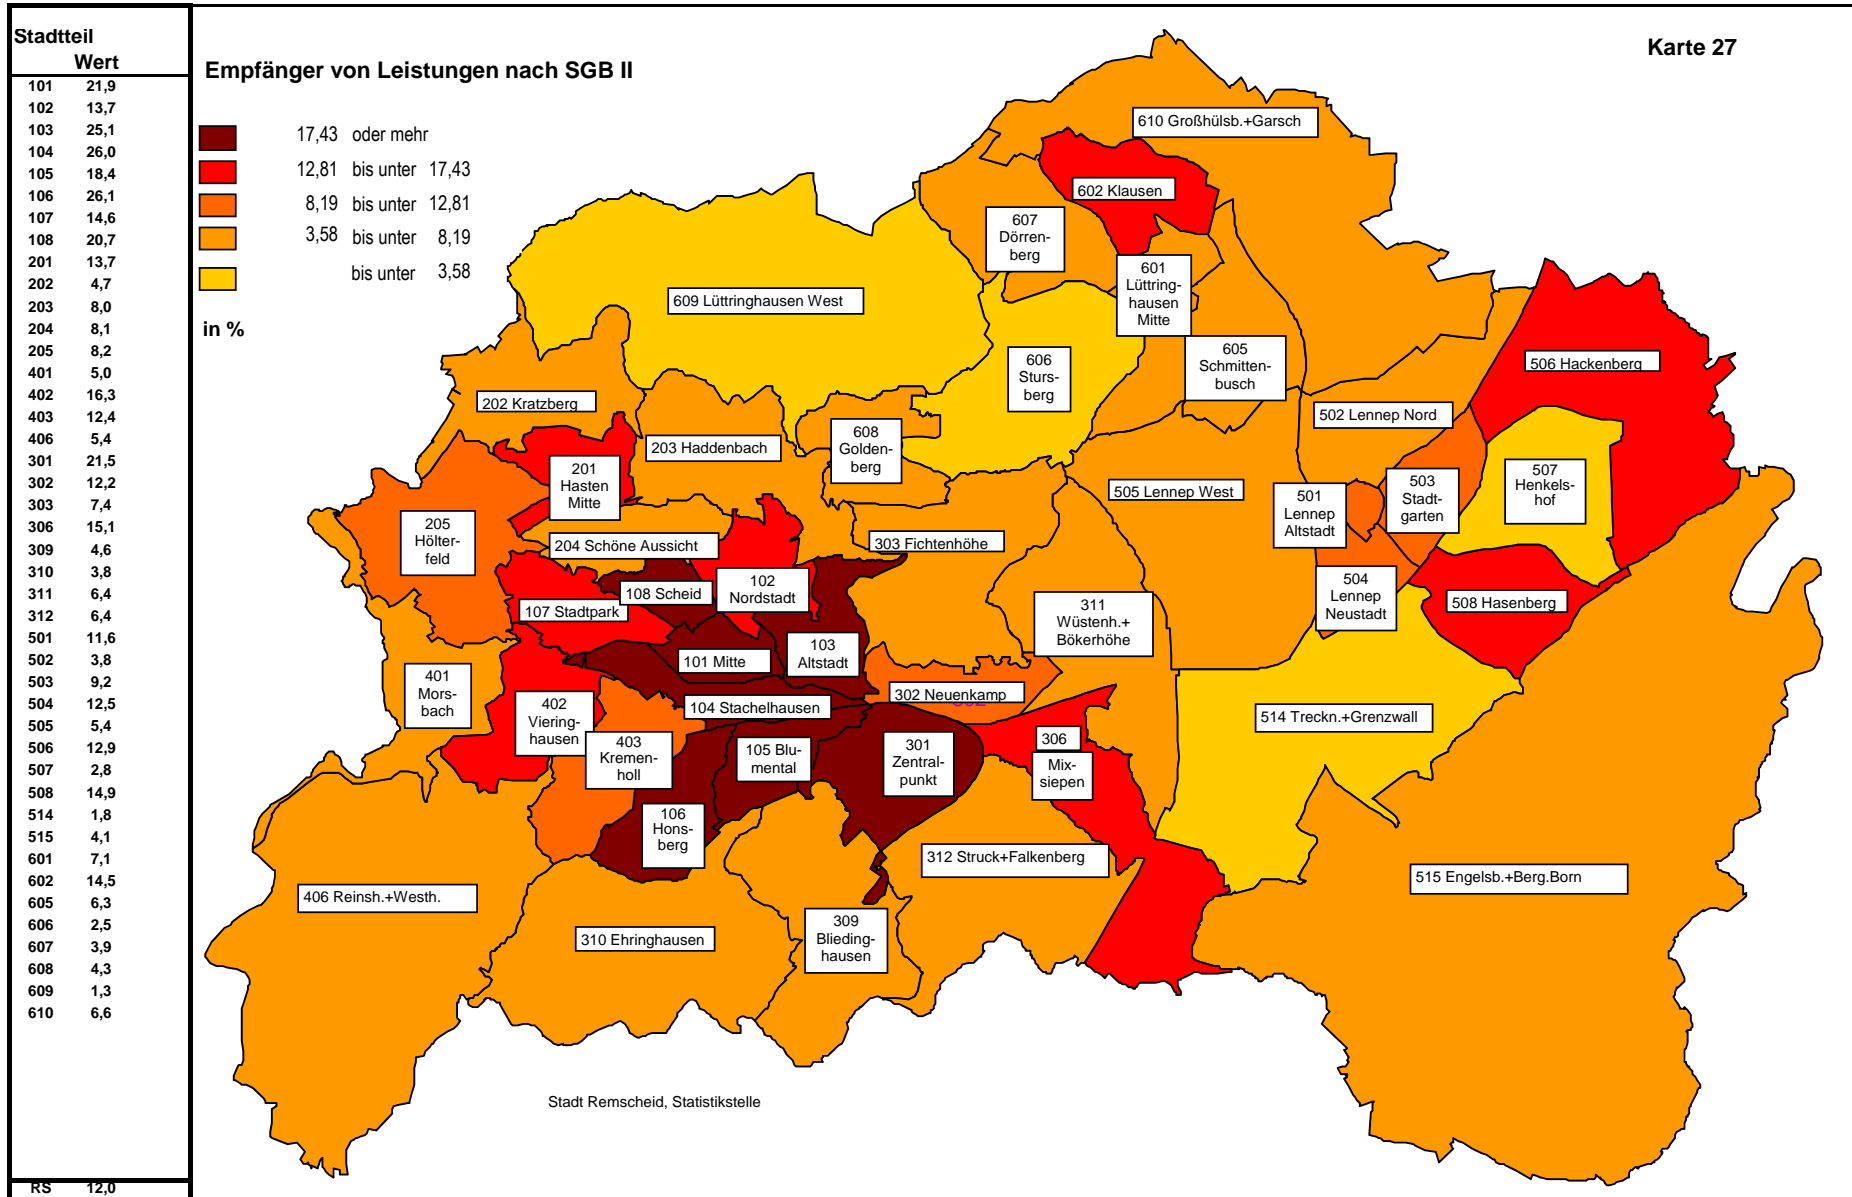 Stadtteil
Wert
101 21,9
102 13,7
103 25,1
104 26,0
105 18,4
106 26,1
107 14,6
108 20,7
201 13,7
202 4,7
203 8,0
204 8,1
205 8,2
401 5,0
402 16,3
403 12,4
406 5,4
301 21,5
302 12,2
303 7,4
306 15,1
309 4,6
310 3,8
311 6,4
312 6,4
501 11,6
502 3,8
503 9,2
504 12,5
505 5,4
506 12,9
507 2,8
508 14,9
514 1,8
515 4,1
601 7,1
602 14,5
605 6,3
606 2,5
607 3,9
608 4,3
609 1,3
610 6,6
RS 12,0
Empfänger von Leistungen nach SGB II
Karte 27
17,43 oder mehr
12,81 bis unter 17,43
8,19 bis unter 12,81
3,58 bis unter 8,19
bis unter 3,58
in %
610 Großhülsb.+Garsch
602 Klausen
607
Dörren-
berg
601
Lüttring-
hausen
Mitte
609 Lüttringhausen West
605
Schmitten-
busch
606
Sturs-
berg
506 Hackenberg
202 Kratzberg
502 Lennep Nord
203 Haddenbach
608
Golden-
berg
201
Hasten
Mitte
507
Henkels-
hof
503
Stadt-
garten
505 Lennep West
501
Lennep
Altstadt
205
Hölter-
feld
204 Schöne Aussicht
303 Fichtenhöhe
504
Lennep
Neustadt
102
Nordstadt
108 Scheid
107 Stadtpark
508 Hasenberg
311
Wüstenh.+
Bökerhöhe
103
Altstadt
101 Mitte
401
Mors-
bach
302 Neuenkamp
302
402
Viering-
hausen
104 Stachelhausen
514 Treckn.+Grenzwall
403
Kremen-
holl
105 Blu-
mental
301
Zentral-
punkt
306
Mix-
siepen
106
Hons-
berg
312 Struck+Falkenberg
515 Engelsb.+Berg.Born
406 Reinsh.+Westh.
310 Ehringhausen
309
Blieding-
hausen
Stadt Remscheid, Statistikstelle